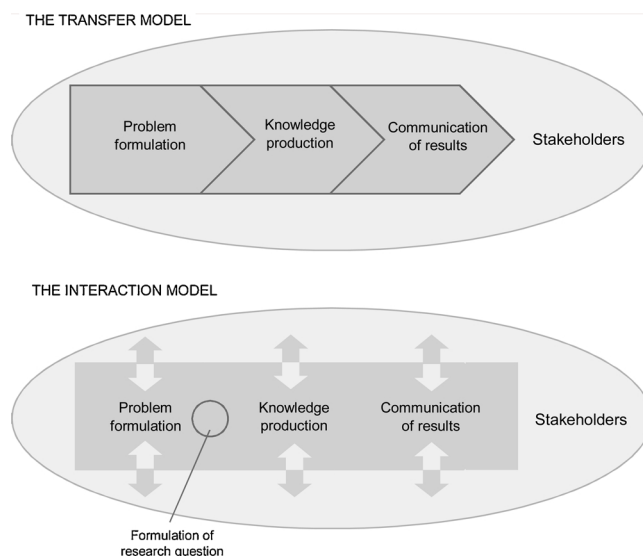 THE TRANSFER MODEL
Problem
formulation
Knowledge
production
Communication
of results
Stakeholders
THE INTERACTION MODEL
Problem
formulation
Knowledge
production
Communication
of results
Stakeholders
Formulation of
research question